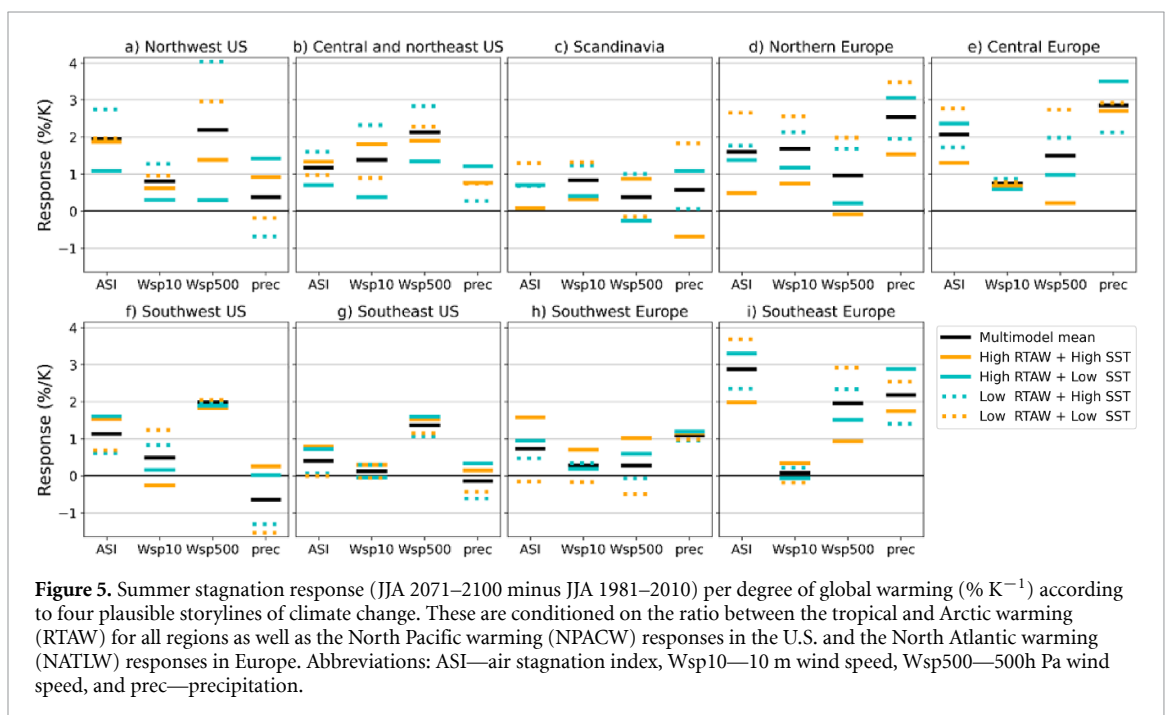 a) Northwest US
b) Central and northeast US
c) Scandinavia
d) Northern Europe
e) Central Europe
Response (%/K)
4
3
2
1
0
−1
ASI Wsp10 Wsp500 prec
ASI Wsp10 Wsp500 prec
ASI Wsp10 Wsp500 prec
ASI Wsp10 Wsp500 prec
ASI Wsp10 Wsp500 prec
f) Southwest US
g) Southeast US
h) Southwest Europe
i) Southeast Europe
Response (%/K)
4
3
2
1
0
−1
ASI Wsp10 Wsp500 prec
ASI Wsp10 Wsp500 prec
ASI Wsp10 Wsp500 prec
ASI Wsp10 Wsp500 prec
Multimodel mean
High RTAW + High SST
High RTAW + Low SST
Low RTAW + High SST
Low RTAW + Low SST
Figure 5. Summer stagnation response (JJA 2071–2100 minus JJA 1981–2010) per degree of global warming (% K−1) according
to four plausible storylines of climate change. These are conditioned on the ratio between the tropical and Arctic warming
(RTAW) for all regions as well as the North Pacific warming (NPACW) responses in the U.S. and the North Atlantic warming
(NATLW) responses in Europe. Abbreviations: ASI—air stagnation index, Wsp10—10 m wind speed, Wsp500—500h Pa wind
speed, and prec—precipitation.